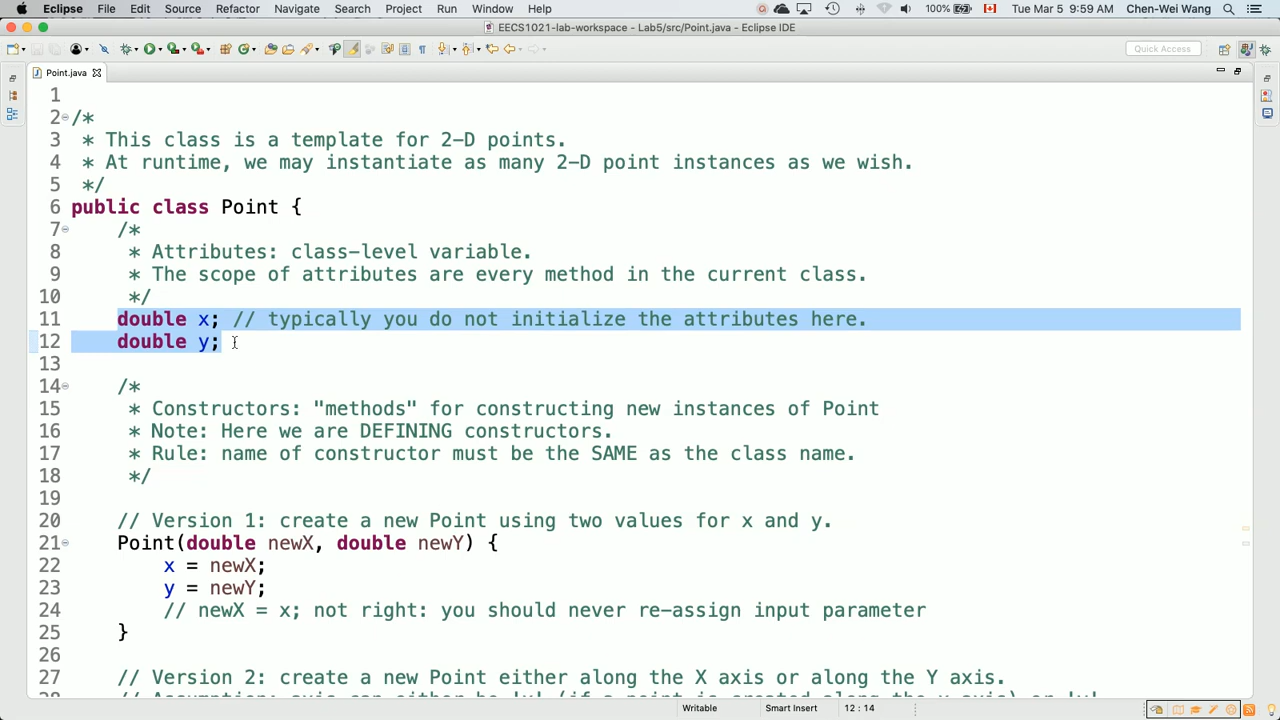 Eclipse File Edit Source Refactor Navigate Search Project Run Window Help 100% Tue Mar 5 9:59 AM Chen-Wei Wang
EECS1021-lab-workspace - Lab5/src/Point.java - Eclipse IDE
Quick Access
Point.java
1
2 /*
3 * This class is a template for 2-D points.
4 * At runtime, we may instantiate as many 2-D point instances as we wish.
5 */
6 public class Point {
7 /*
8 * Attributes: class-level variable.
9 * The scope of attributes are every method in the current class.
10 */
11 double x; // typically you do not initialize the attributes here.
12 double y;
13
14 /*
15 * Constructors: "methods" for constructing new instances of Point
16 * Note: Here we are DEFINING constructors.
17 * Rule: name of constructor must be the SAME as the class name.
18 */
19
20 // Version 1: create a new Point using two values for x and y.
21 Point(double newX, double newY) {
22 x = newX;
23 y = newY;
24 // newX = x; not right: you should never re-assign input parameter
25 }
26
27 // Version 2: create a new Point either along the X axis or along the Y axis.
Writable Smart Insert 12 : 14